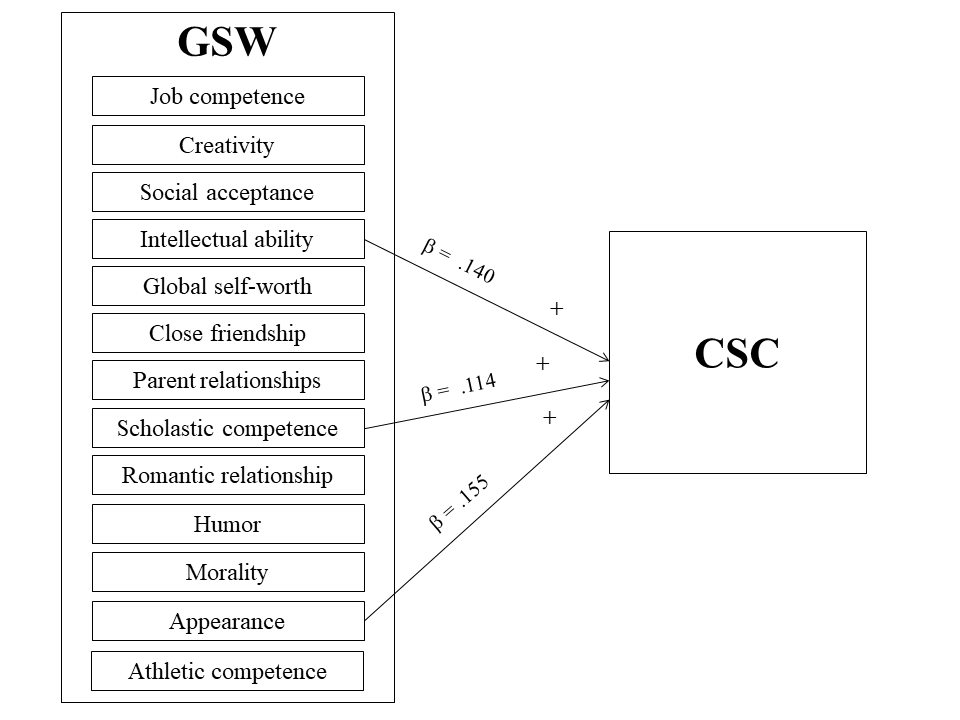 GSW
Job competence
Creativity
Social acceptance
Intellectual ability
Global self-worth
Close friendship
Parent relationships
Scholastic competence
Romantic relationship
Humor
Morality
Appearance
Athletic competence
β = .140
+
β = .114
+
β = .155
+
CSC